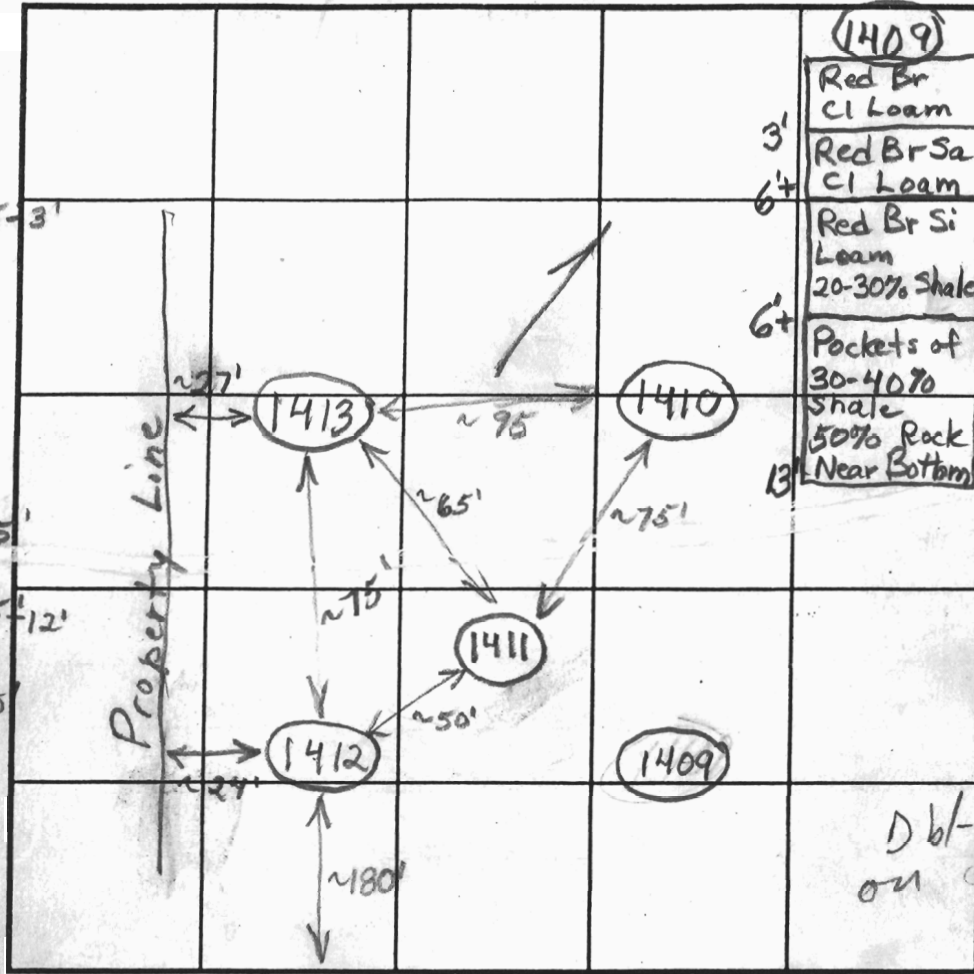 1409
Red Br
Cl Loam
3'
Red Br Sa
Cl Loam
6'+
Red Br Si
Loam
20-30% Shale
6'+
Pockets of
30-40%
Shale
50% Rock
Near Bottom
13'
-3'
~27'
1413
~95
1410
~65'
~75'
Property Line
~75'
-12'
1411
~50'
1412
~24'
1409
~180'
on